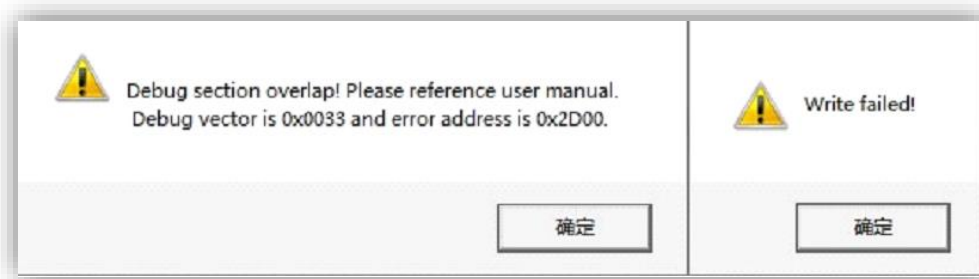 Debug section overlap! Please reference user manual.
Debug vector is 0x0033 and error address is 0x2D00.
确定
Write failed!
确定